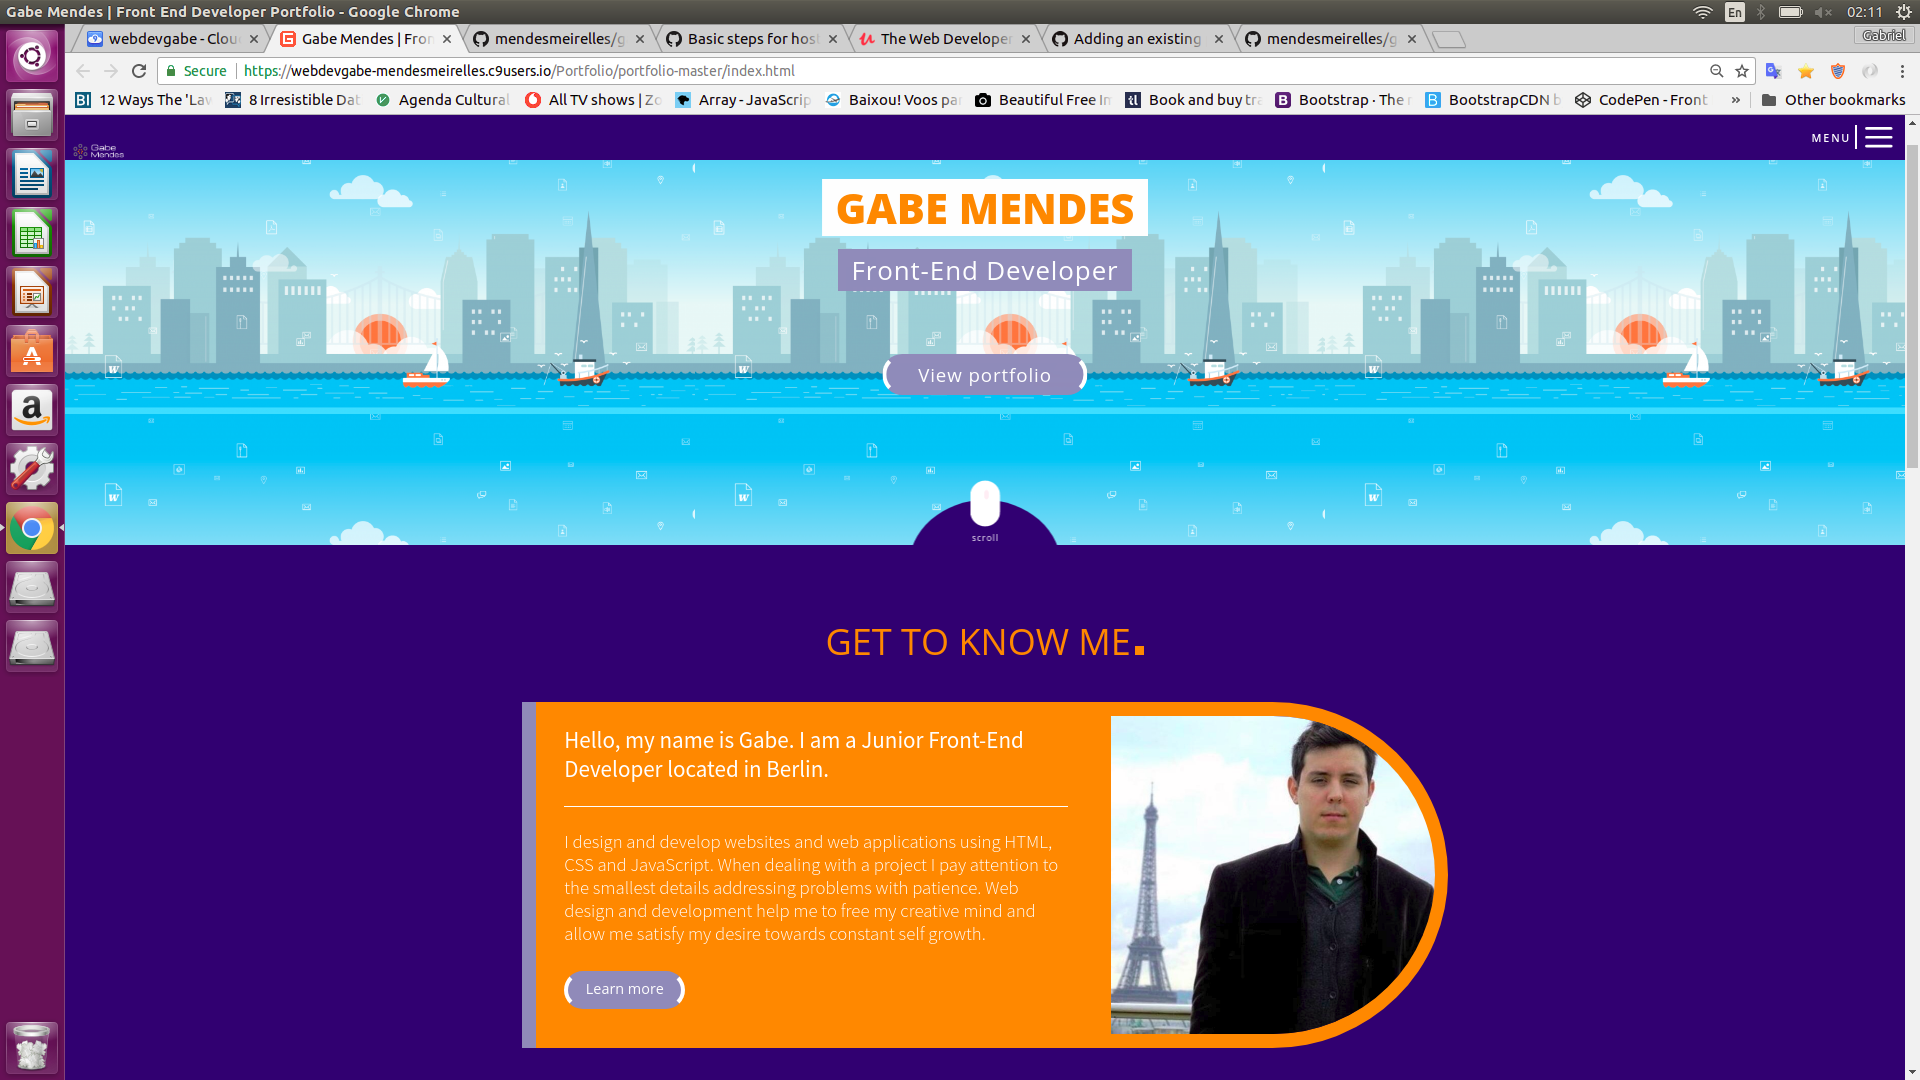 Gabe Mendes | Front End Developer Portfolio - Google Chrome
En
02:11
webdevgabe - Clou
Gabe Mendes | Fron
mendesmeirelles/g
Basic steps for host
The Web Developer
Adding an existing
mendesmeirelles/g
Gabriel
Secure
https://webdevgabe-mendesmeirelles.c9users.io/Portfolio/portfolio-master/index.html
12 Ways The 'Law
8 Irresistible Dat
Agenda Cultural
All TV shows | Zo
Array - JavaScrip
Baixou! Voos pa
Beautiful Free Im
Book and buy tra
Bootstrap · The m
BootstrapCDN b
CodePen - Front
»
Other bookmarks
Gabe
Mendes
MENU
GABE MENDES
Front-End Developer
View portfolio
scroll
GET TO KNOW ME.
Hello, my name is Gabe. I am a Junior Front-End
Developer located in Berlin.
I design and develop websites and web applications using HTML,
CSS and JavaScript. When dealing with a project I pay attention to
the smallest details addressing problems with patience. Web
design and development help me to free my creative mind and
allow me satisfy my desire towards constant self growth.
Learn more